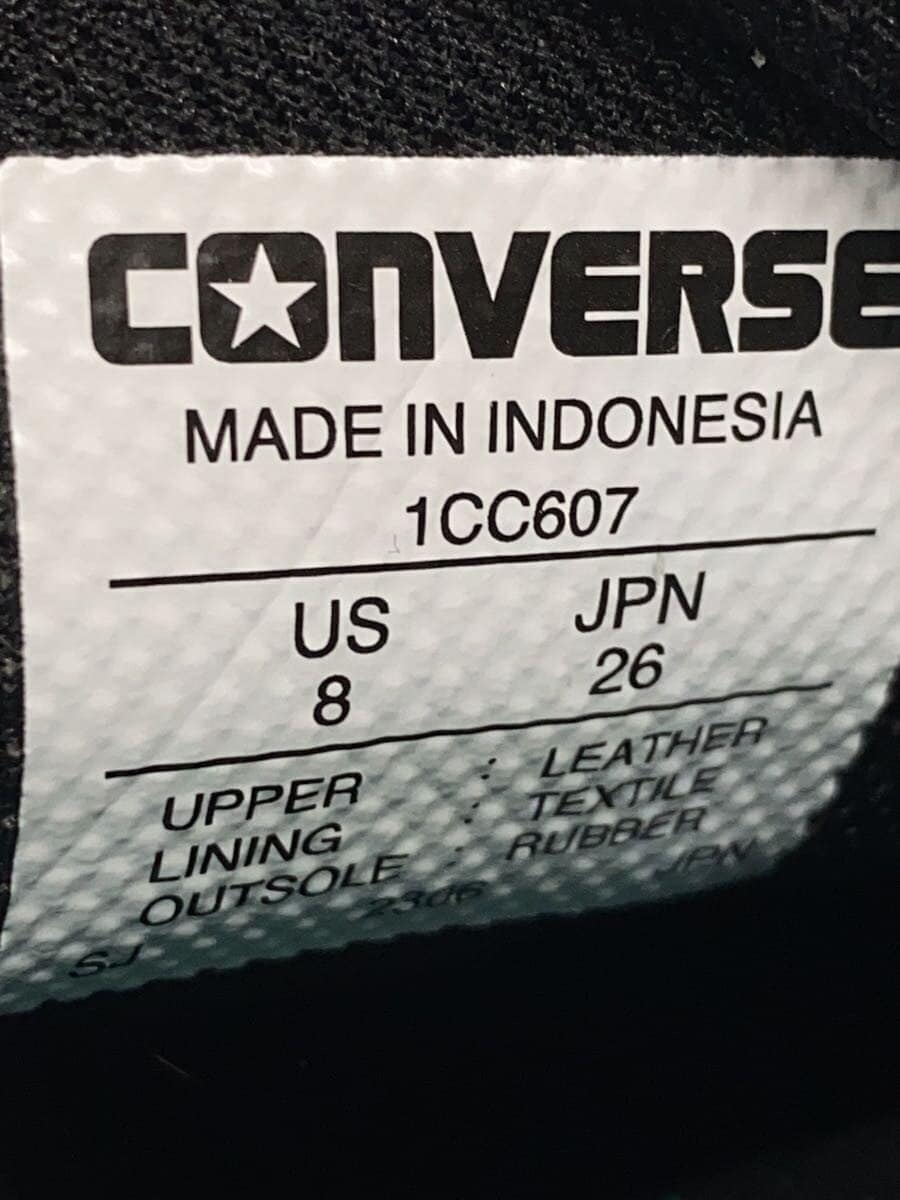 CONVERSE
MADE IN INDONESIA
1CC607
US JPN
8 26
UPPER : LEATHER
LINING : TEXTILE
OUTSOLE : RUBBER
SJ 2306 JPN